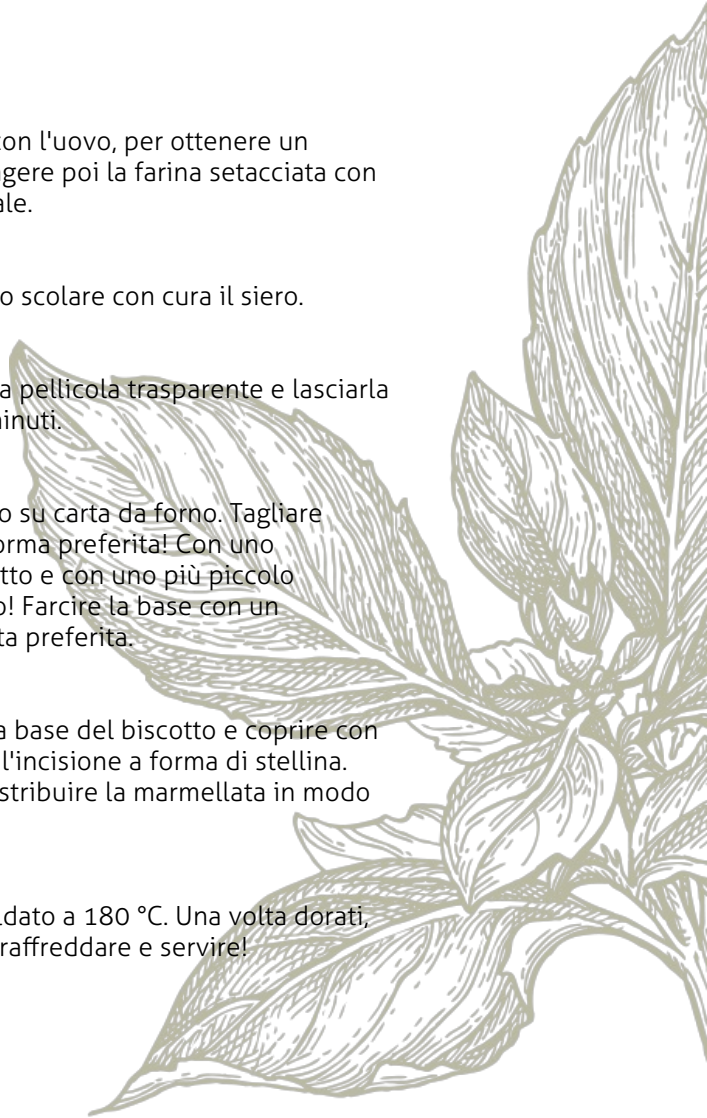 con l'uovo, per ottenere un
gere poi la farina setacciata con
ale.
o scolare con cura il siero.
a pellicola trasparente e lasciarla
inuti.
o su carta da forno. Tagliare
orma preferita! Con uno
tto e con uno più piccolo
o! Farcire la base con un
ta preferita.
a base del biscotto e coprire con
l'incisione a forma di stellina.
stribuire la marmellata in modo
ldato a 180 °C. Una volta dorati,
raffreddare e servire!